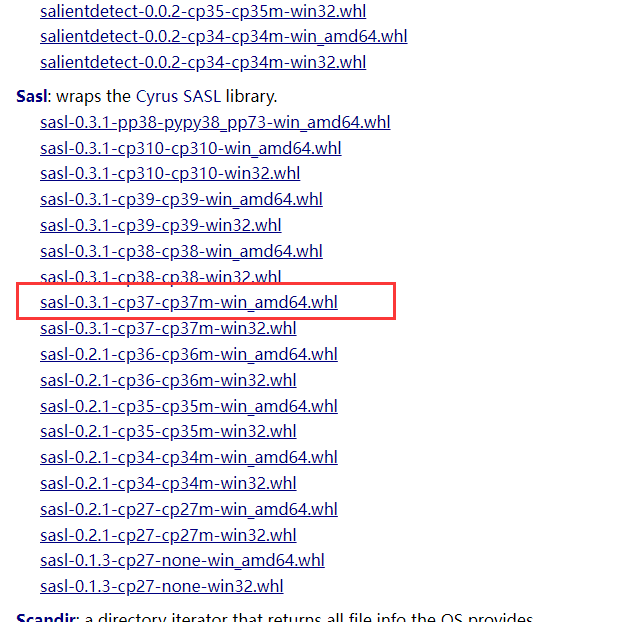 salientdetect-0.0.2-cp35-cp35m-win32.whl
salientdetect-0.0.2-cp34-cp34m-win_amd64.whl
salientdetect-0.0.2-cp34-cp34m-win32.whl
Sasl: wraps the Cyrus SASL library.
sasl-0.3.1-pp38-pypy38_pp73-win_amd64.whl
sasl-0.3.1-cp310-cp310-win_amd64.whl
sasl-0.3.1-cp310-cp310-win32.whl
sasl-0.3.1-cp39-cp39-win_amd64.whl
sasl-0.3.1-cp39-cp39-win32.whl
sasl-0.3.1-cp38-cp38-win_amd64.whl
sasl-0.3.1-cp38-cp38-win32.whl
sasl-0.3.1-cp37-cp37m-win_amd64.whl
sasl-0.3.1-cp37-cp37m-win32.whl
sasl-0.2.1-cp36-cp36m-win_amd64.whl
sasl-0.2.1-cp36-cp36m-win32.whl
sasl-0.2.1-cp35-cp35m-win_amd64.whl
sasl-0.2.1-cp35-cp35m-win32.whl
sasl-0.2.1-cp34-cp34m-win_amd64.whl
sasl-0.2.1-cp34-cp34m-win32.whl
sasl-0.2.1-cp27-cp27m-win_amd64.whl
sasl-0.2.1-cp27-cp27m-win32.whl
sasl-0.1.3-cp27-none-win_amd64.whl
sasl-0.1.3-cp27-none-win32.whl
Scandir: a directory iterator that returns all file info the OS provides.